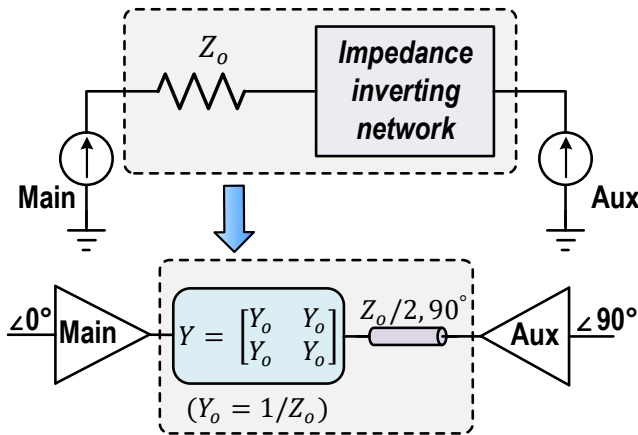 Z_o
Impedance
inverting
network
Main
Aux
∠0°
Main
Y = [Y_o Y_o
Y_o Y_o]
Z_o/2, 90°
Aux
∠90°
(Y_o = 1/Z_o)